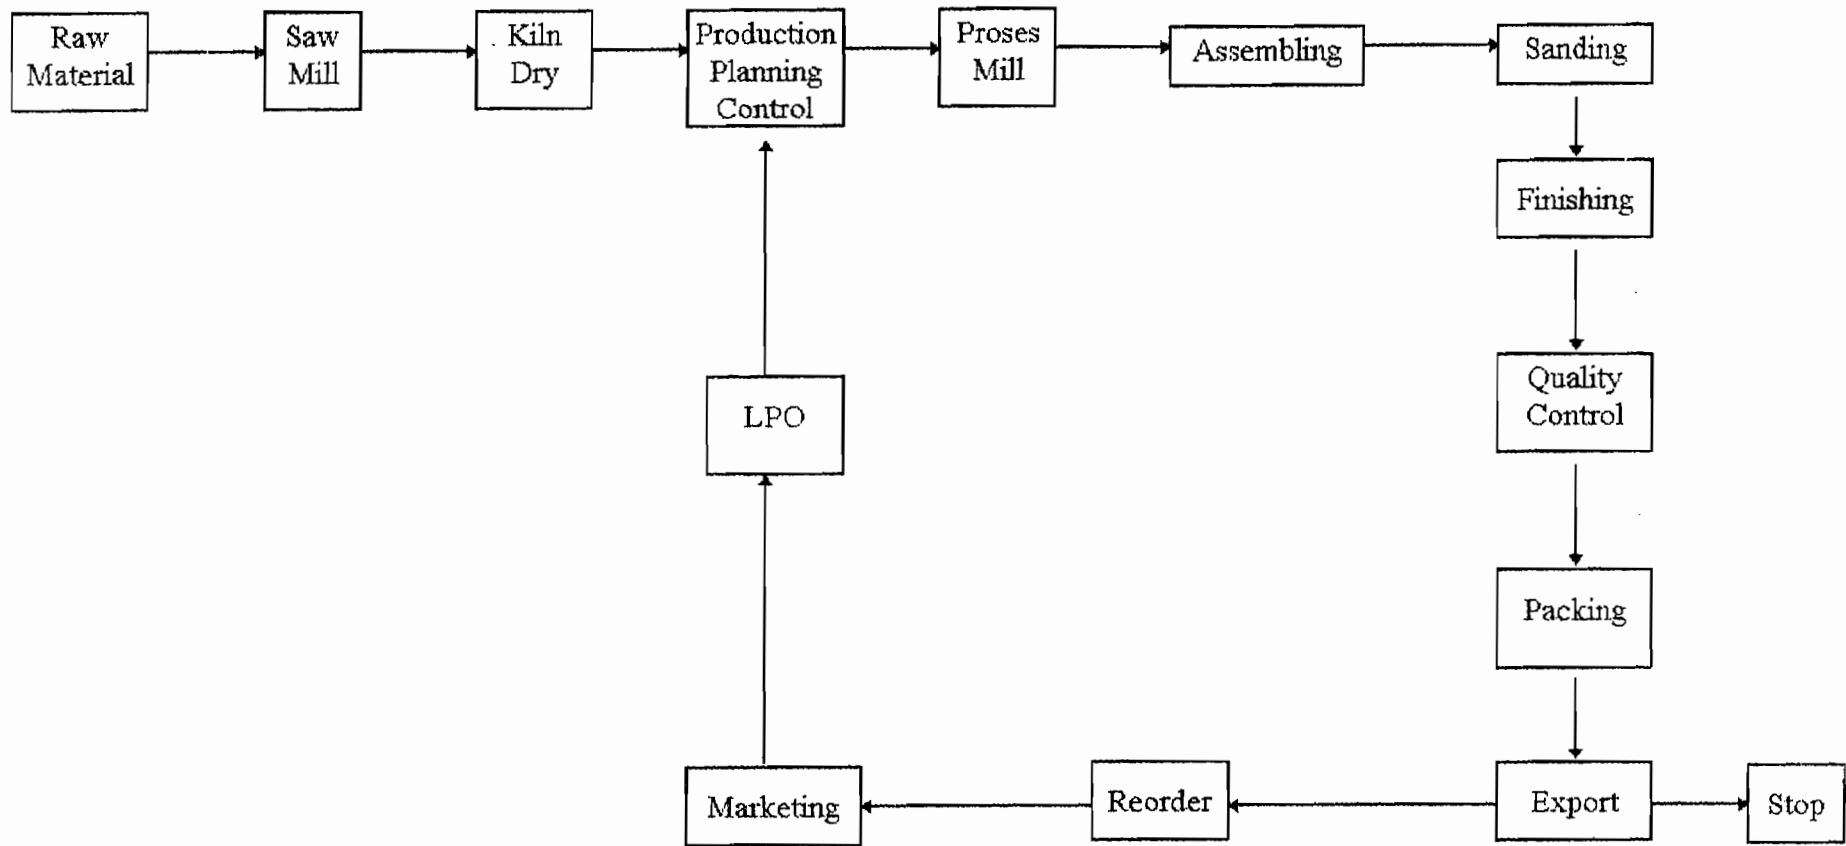 Raw
Material
Saw
Mill
Kiln
Dry
Production
Planning
Control
Proses
Mill
Assembling
Sanding
Finishing
Quality
Control
Packing
LPO
Marketing
Reorder
Export
Stop